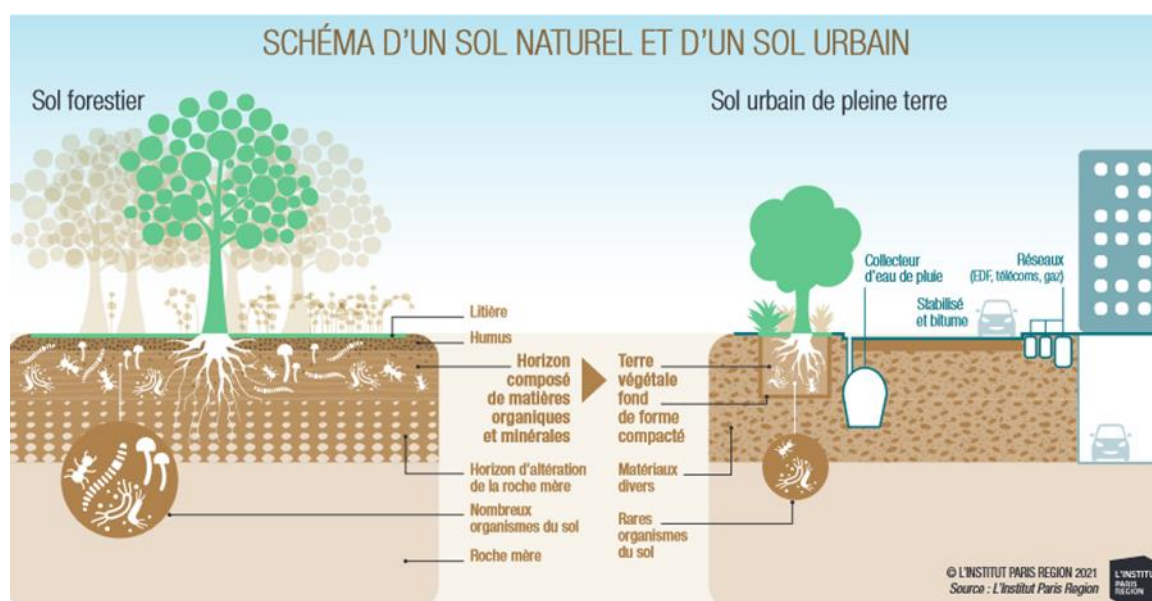 SCHÉMA D'UN SOL NATUREL ET D'UN SOL URBAIN
Sol forestier
Litière
Humus
Horizon
composé
de matières
organiques
et minérales
Horizon d'altération
de la roche mère
Nombreux
organismes du sol
Roche mère
Sol urbain de pleine terre
Collecteur
d'eau de pluie
Réseaux
(EDF, télécoms, gaz)
Stabilisé
et bitume
Terre
végétale
fond
de forme
compacté
Matériaux
divers
Rares
organismes
du sol
© L'INSTITUT PARIS REGION 2021
Source : L'Institut Paris Region
L'INSTITU
PARIS
REGION